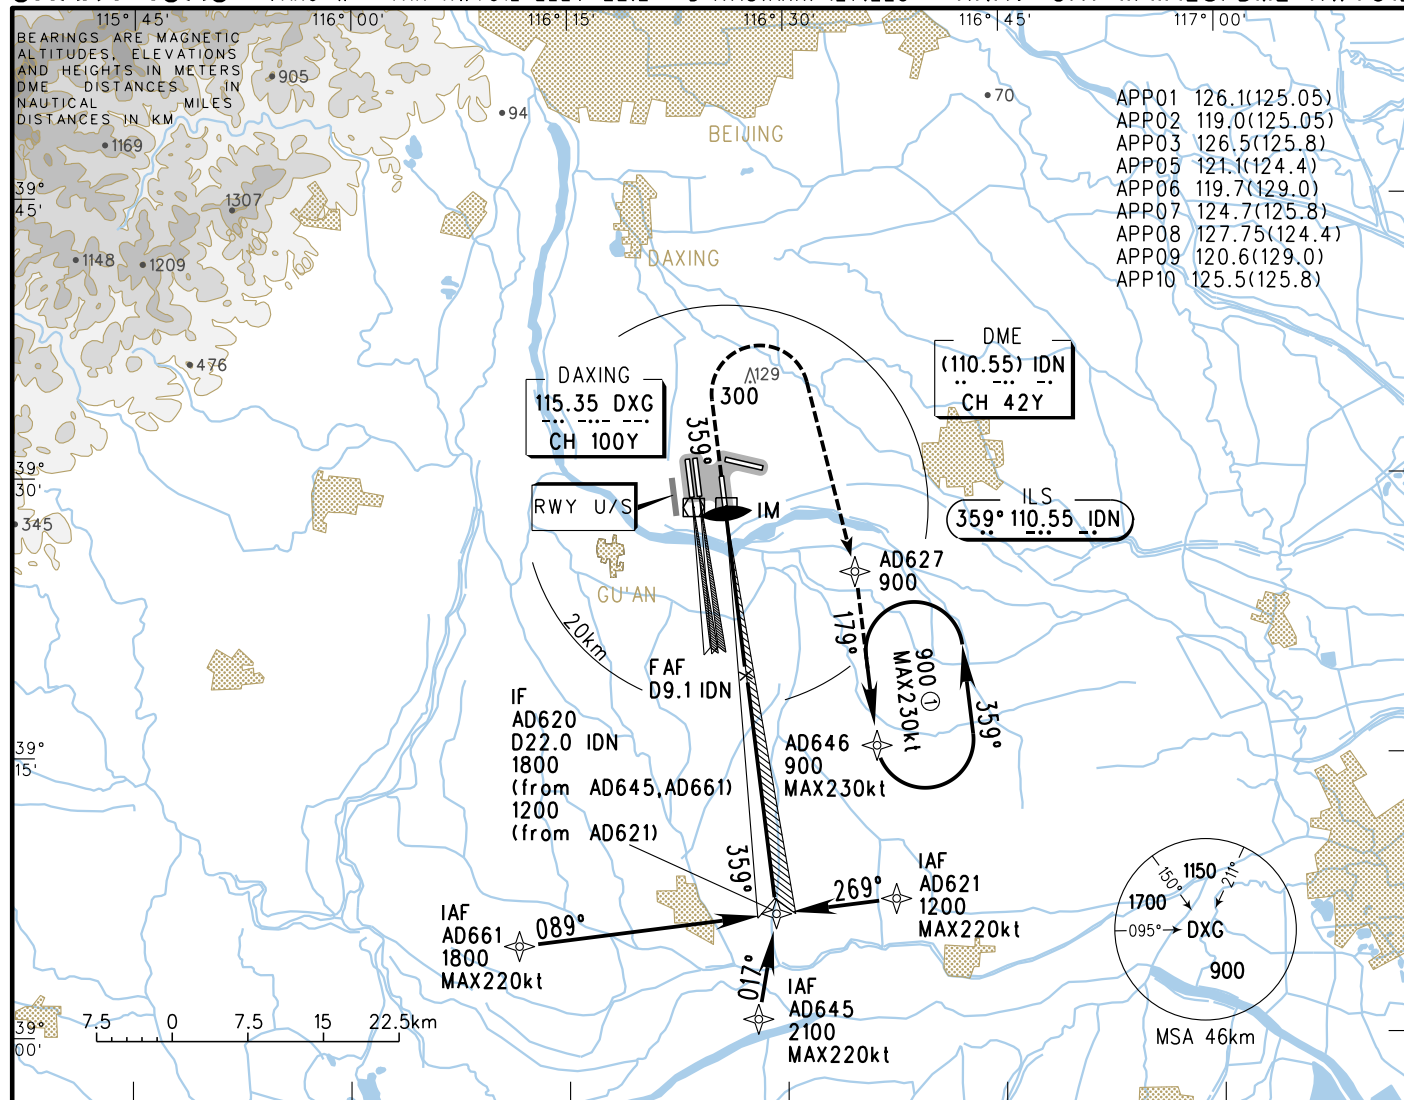 115°45'
116°00'
116°15'
116°30'
116°45'
117°00'
BEARINGS ARE MAGNETIC
ALTITUDES, ELEVATIONS
AND HEIGHTS IN METERS
DME DISTANCES IN
NAUTICAL MILES
DISTANCES IN KM
905
94
70
1169
1307
1148
1209
476
345
BEIJING
DAXING
APP01 126.1(125.05)
APP02 119.0(125.05)
APP03 126.5(125.8)
APP05 121.1(124.4)
APP06 119.7(129.0)
APP07 124.7(125.8)
APP08 127.75(124.4)
APP09 120.6(129.0)
APP10 125.5(125.8)
39°
45'
39°
30'
39°
15'
39°
00'
DAXING
115.35 DXG
CH 100Y
DME
(110.55) IDN
CH 42Y
129
300
359°
RWY U/S
IM
ILS
359° 110.55 IDN
GU'AN
20km
AD627
900
179°
900 ①
MAX230kt
359°
FAF
D9.1 IDN
IF
AD620
D22.0 IDN
1800
(from AD645,AD661)
1200
(from AD621)
AD646
900
MAX230kt
359°
IAF
AD621
1200
MAX220kt
269°
IAF
AD661
1800
MAX220kt
089°
017°
IAF
AD645
2100
MAX220kt
7.5 0 7.5 15 22.5km
150°
1150
211°
1700
095°
DXG
900
MSA 46km